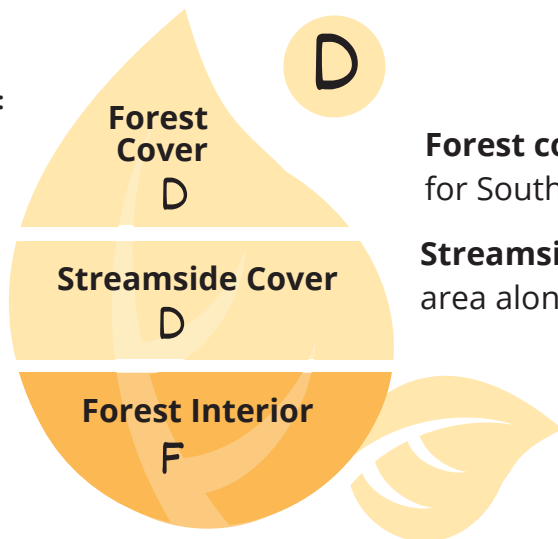 :
D
Forest
Cover
D
Forest co
for South
Streamside Cover
D
Streamsi
area alon
Forest Interior
F